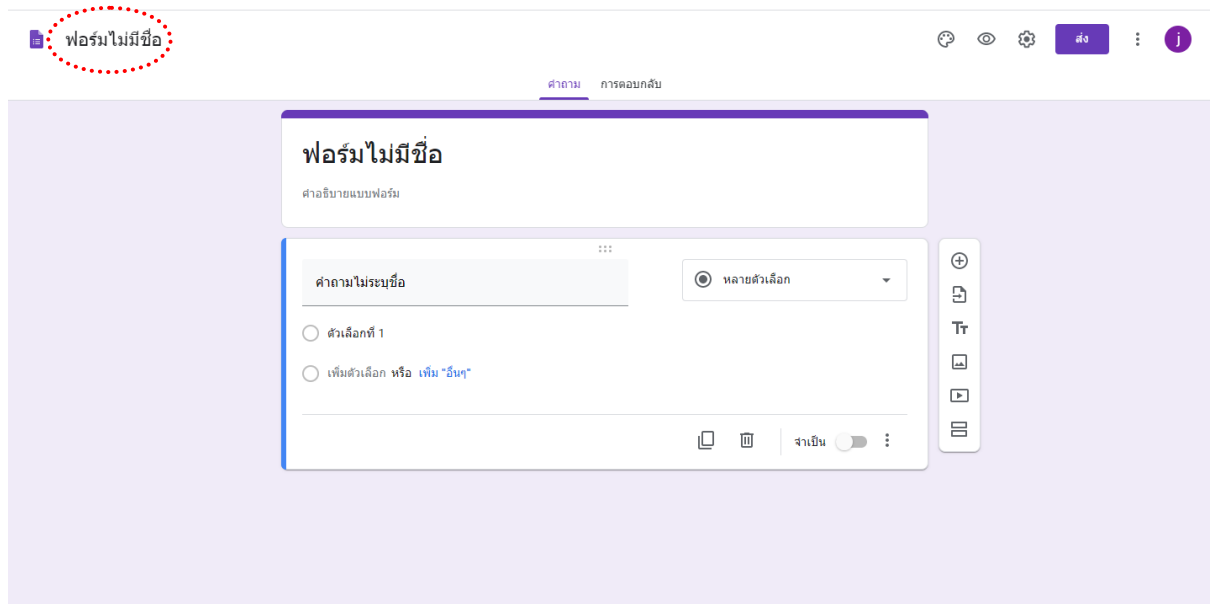 ฟอร์มไม่มีชื่อ
ส่ง
j
คำถาม การตอบกลับ
ฟอร์มไม่มีชื่อ
คำอธิบายแบบฟอร์ม
คำถามไม่ระบุชื่อ
หลายตัวเลือก
ตัวเลือกที่ 1
เพิ่มตัวเลือก หรือ เพิ่ม "อื่นๆ"
จำเป็น
Tт